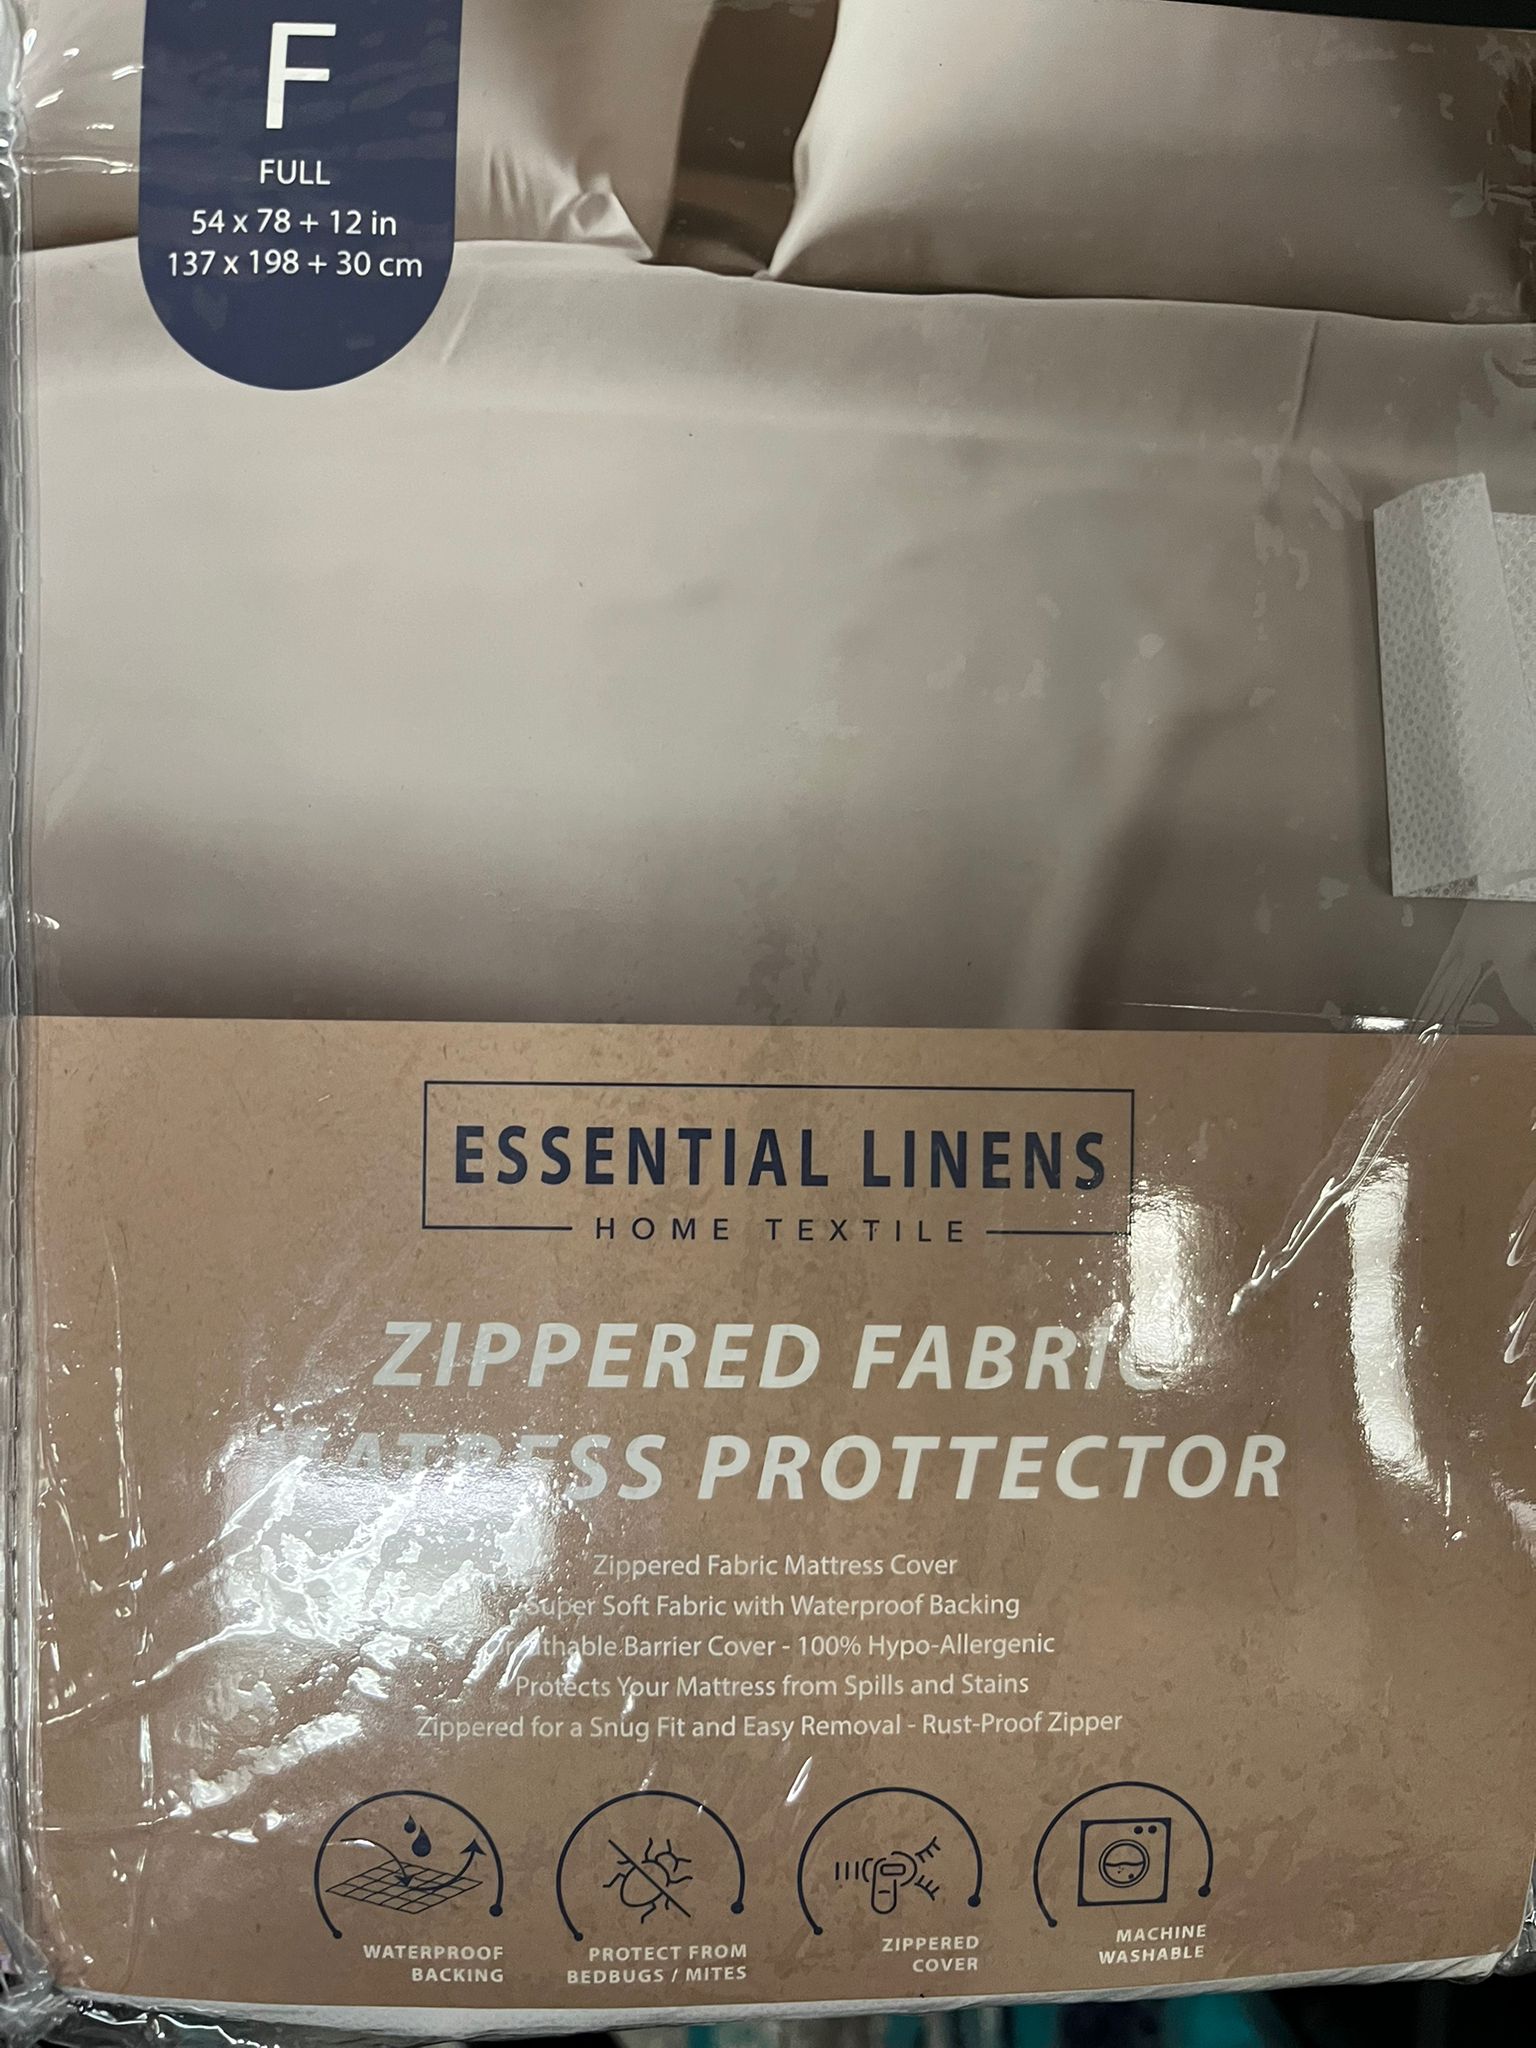 F
FULL
54 x 78 + 12 in
137 x 198 + 30 cm
ESSENTIAL LINENS
HOME TEXTILE
ZIPPERED FABRIC
PROTTECTOR
Zippered Fabric Mattress Cover
Super Soft Fabric with Waterproof Backing
Breathable Barrier Cover - 100% Hypo-Allergenic
Protects Your Mattress from Spills and Stains
Zippered for a Snug Fit and Easy Removal - Rust-Proof Zipper
WATERPROOF
BACKING
PROTECT FROM
BEDBUGS / MITES
ZIPPERED
COVER
MACHINE
WASHABLE